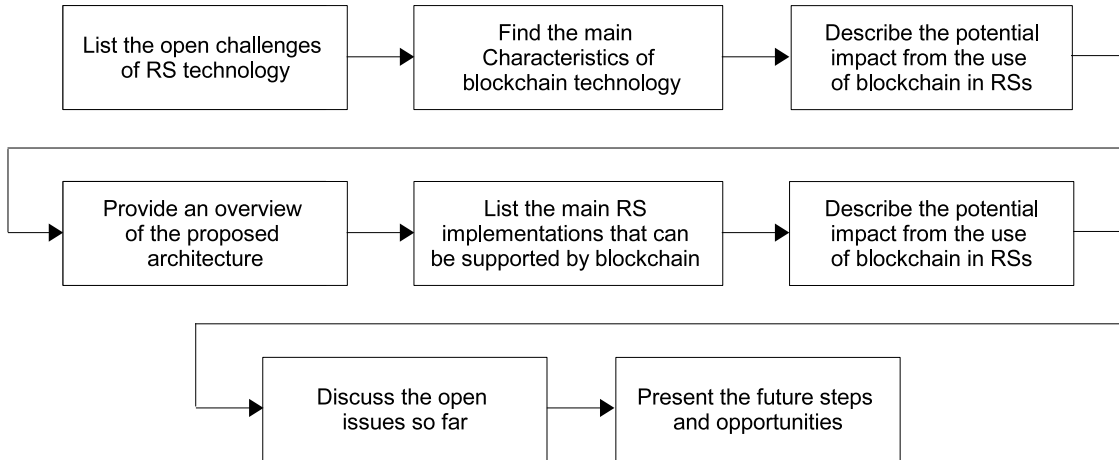 List the open challenges
of RS technology
Find the main
Characteristics of
blockchain technology
Describe the potential
impact from the use
of blockchain in RSs
Provide an overview
of the proposed
architecture
List the main RS
implementations that can
be supported by blockchain
Describe the potential
impact from the use
of blockchain in RSs
Discuss the open
issues so far
Present the future steps
and opportunities